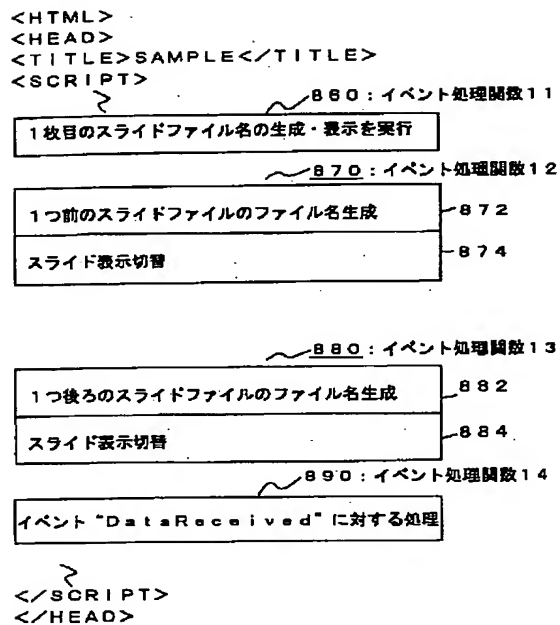 <HTML>
<HEAD>
<TITLE>SAMPLE</TITLE>
<SCRIPT>
860：イベント処理関数11
1枚目のスライドファイル名の生成・表示を実行
870：イベント処理関数12
1つ前のスライドファイルのファイル名生成
872
スライド表示切替
874
880：イベント処理関数13
1つ後ろのスライドファイルのファイル名生成
882
スライド表示切替
884
890：イベント処理関数14
イベント“DataReceived”に対する処理
</SCRIPT>
</HEAD>